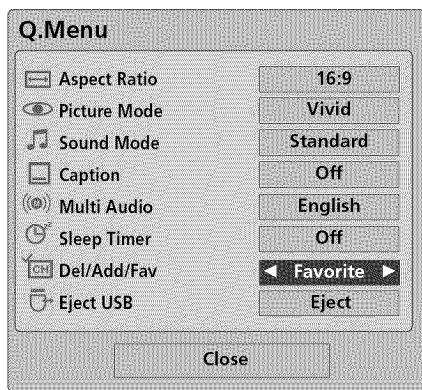 Q.Menu
Aspect Ratio 16:9
Picture Mode Vivid
Sound Mode Standard
Caption Off
Multi Audio English
Sleep Timer Off
Del/Add/Fav ◄ Favorite ►
Eject USB Eject
Close